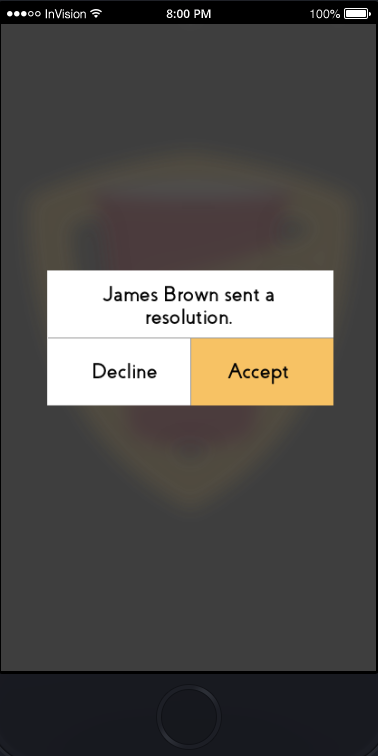 InVision 8:00 PM 100%
James Brown sent a
resolution.
Decline Accept